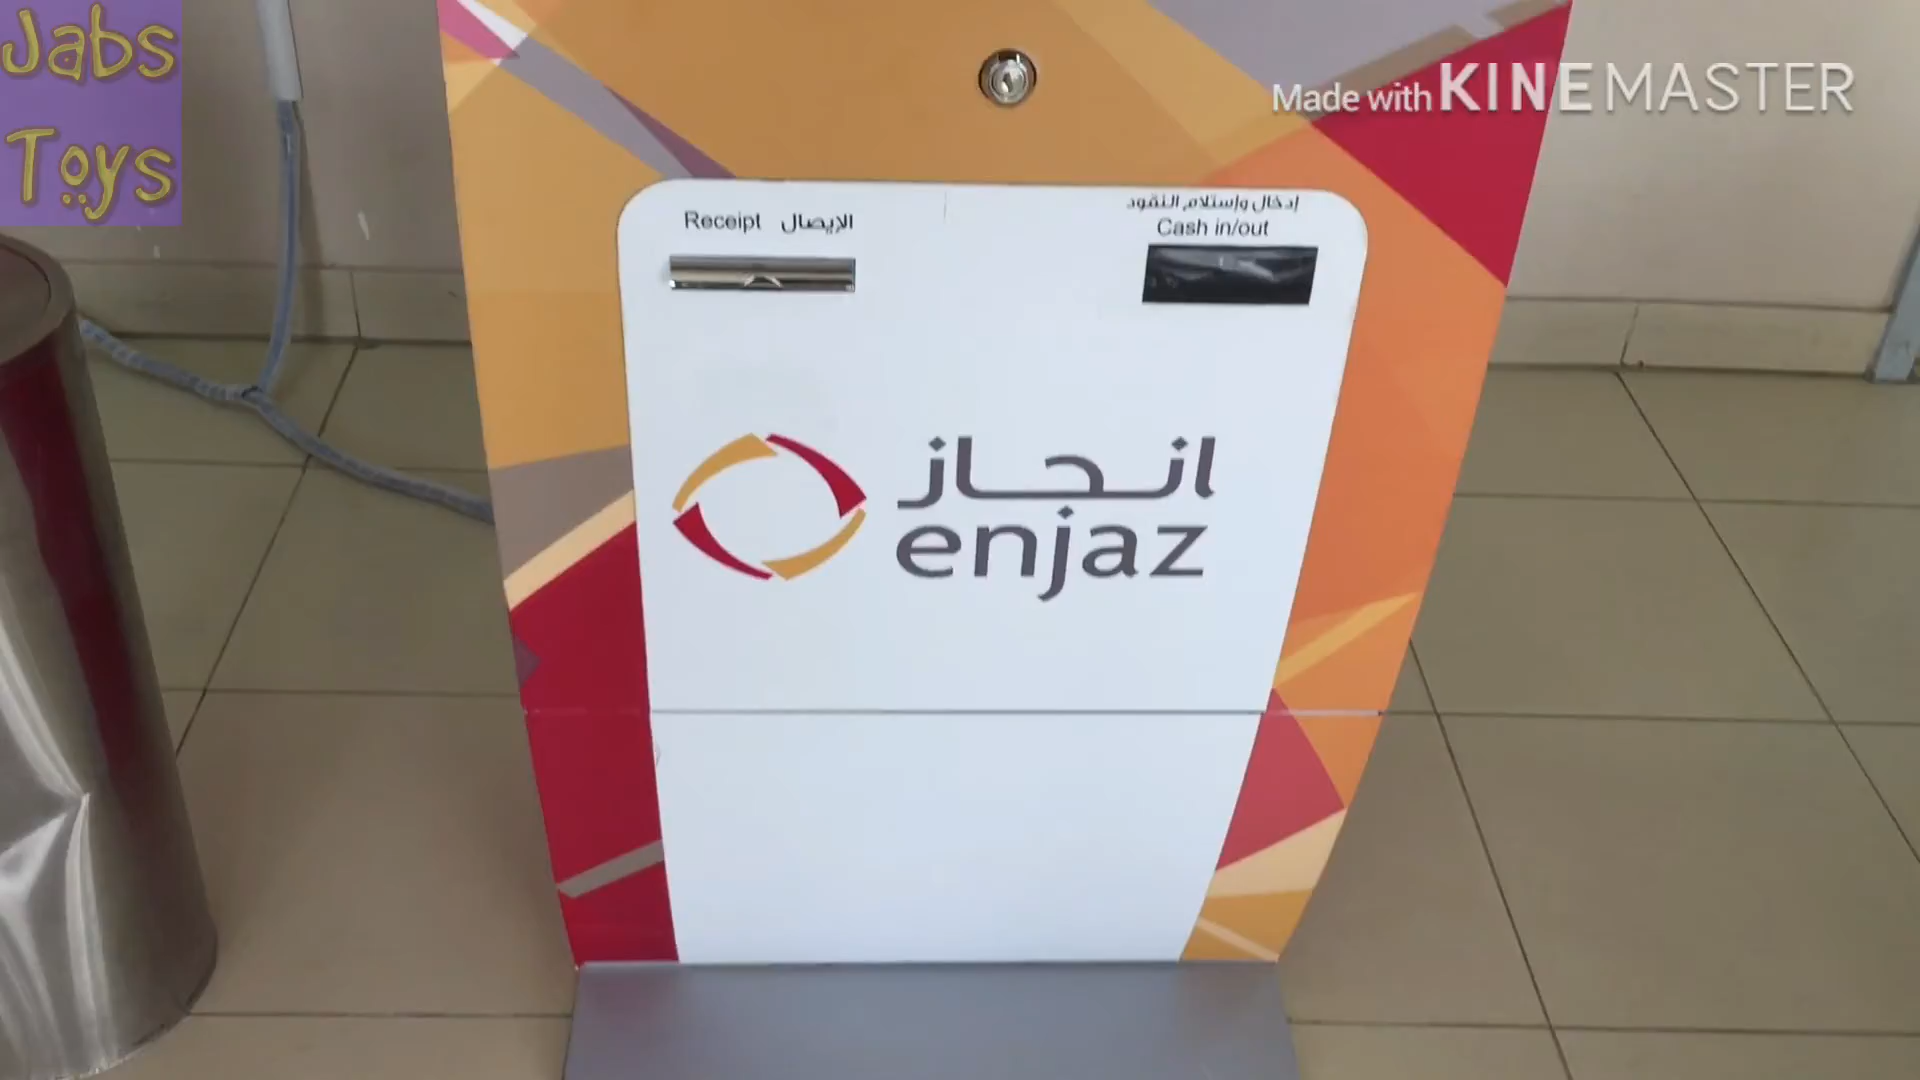 Jabs
Toys
Made with KINEMASTER
Receipt الإيصال
إدخال وإستلام النقود
Cash in/out
انجاز
enjaz